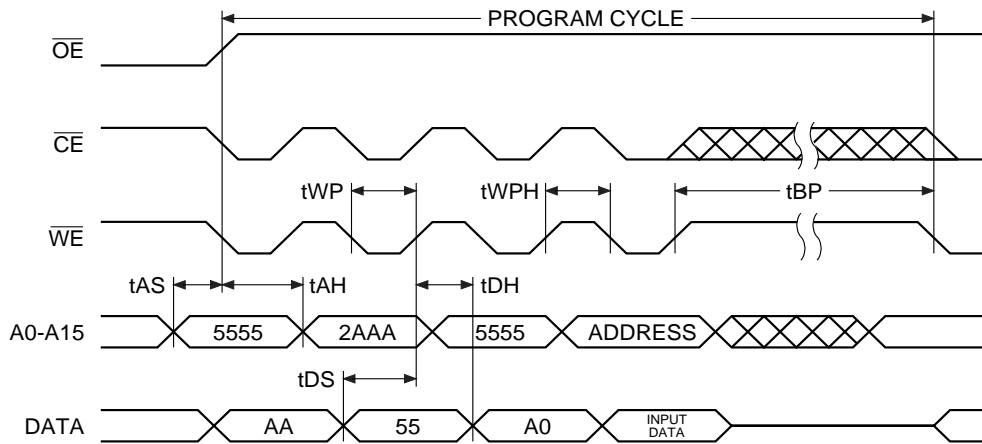 PROGRAM CYCLE
OE
CE
tWP tWPH tBP
WE
tAS tAH tDH
A0-A15 5555 2AAA 5555 ADDRESS
tDS
DATA AA 55 A0 INPUT
DATA